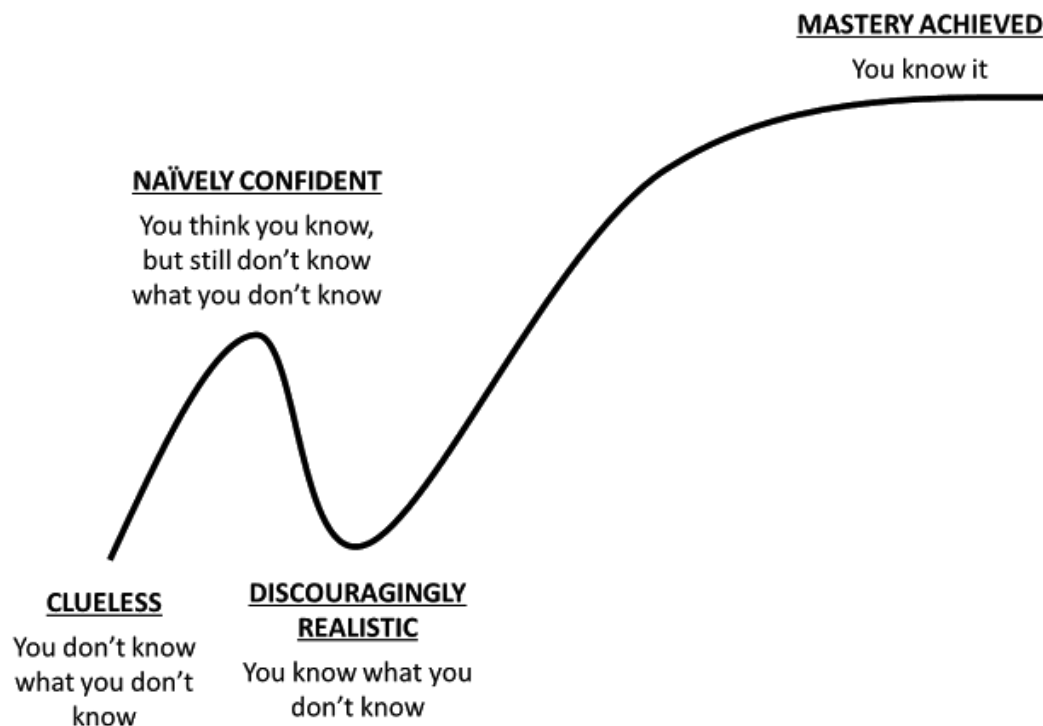 MASTERY ACHIEVED
You know it
NAÏVELY CONFIDENT
You think you know,
but still don't know
what you don't know
CLUELESS
You don't know
what you don't
know
DISCOURAGINGLY
REALISTIC
You know what you
don't know